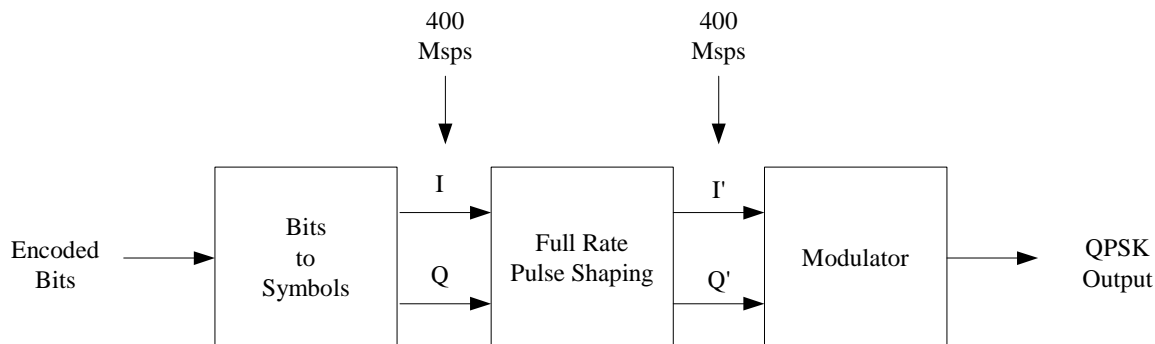 400
Msps
400
Msps
I
I'
Encoded
Bits
Bits
to
Symbols
Q
Full Rate
Pulse Shaping
Q'
Modulator
QPSK
Output